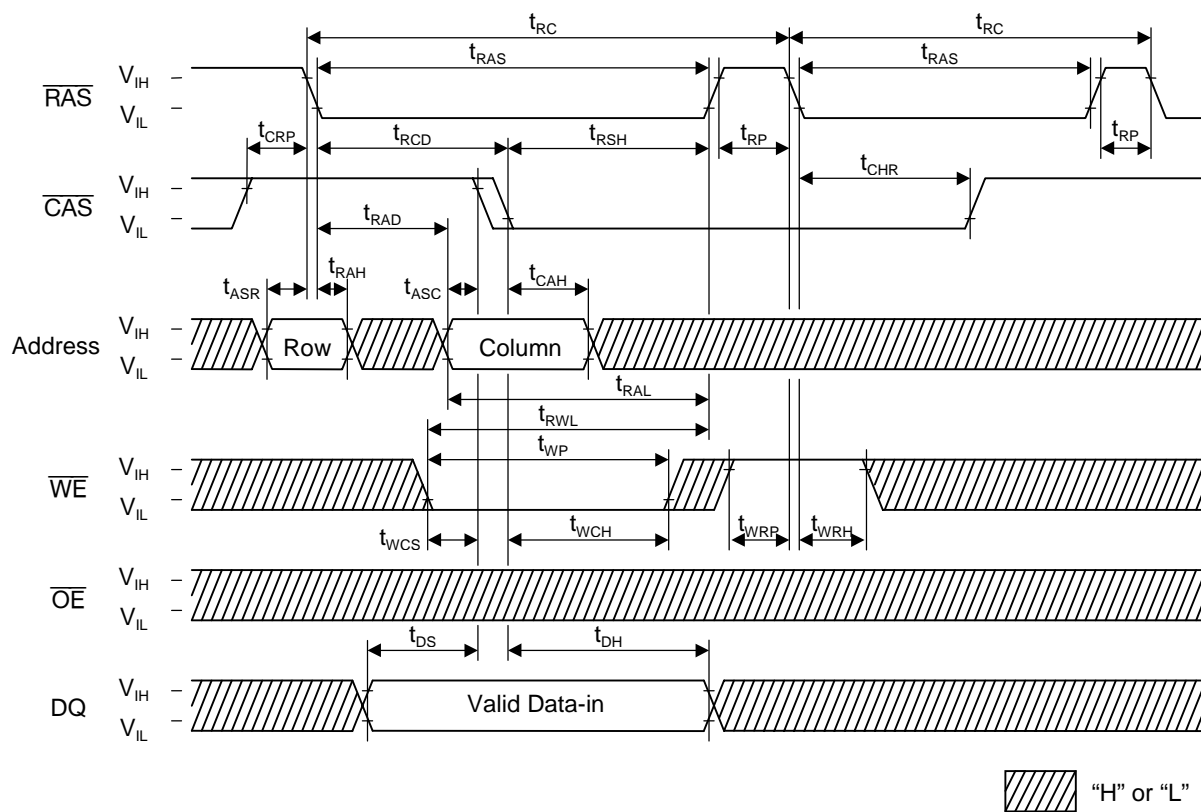 tRC tRC
tRAS tRAS
RAS VIH
VIL
tCRP tRCD tRSH tRP tCHR tRP
CAS VIH
VIL
tRAD
tASR tRAH tASC tCAH
Address VIH
VIL
Row Column
tRAL
tRWL
tWP
WE VIH
VIL
tWCS tWCH tWRP tWRH
OE VIH
VIL
tDS tDH
DQ VIH
VIL
Valid Data-in
“H” or “L”